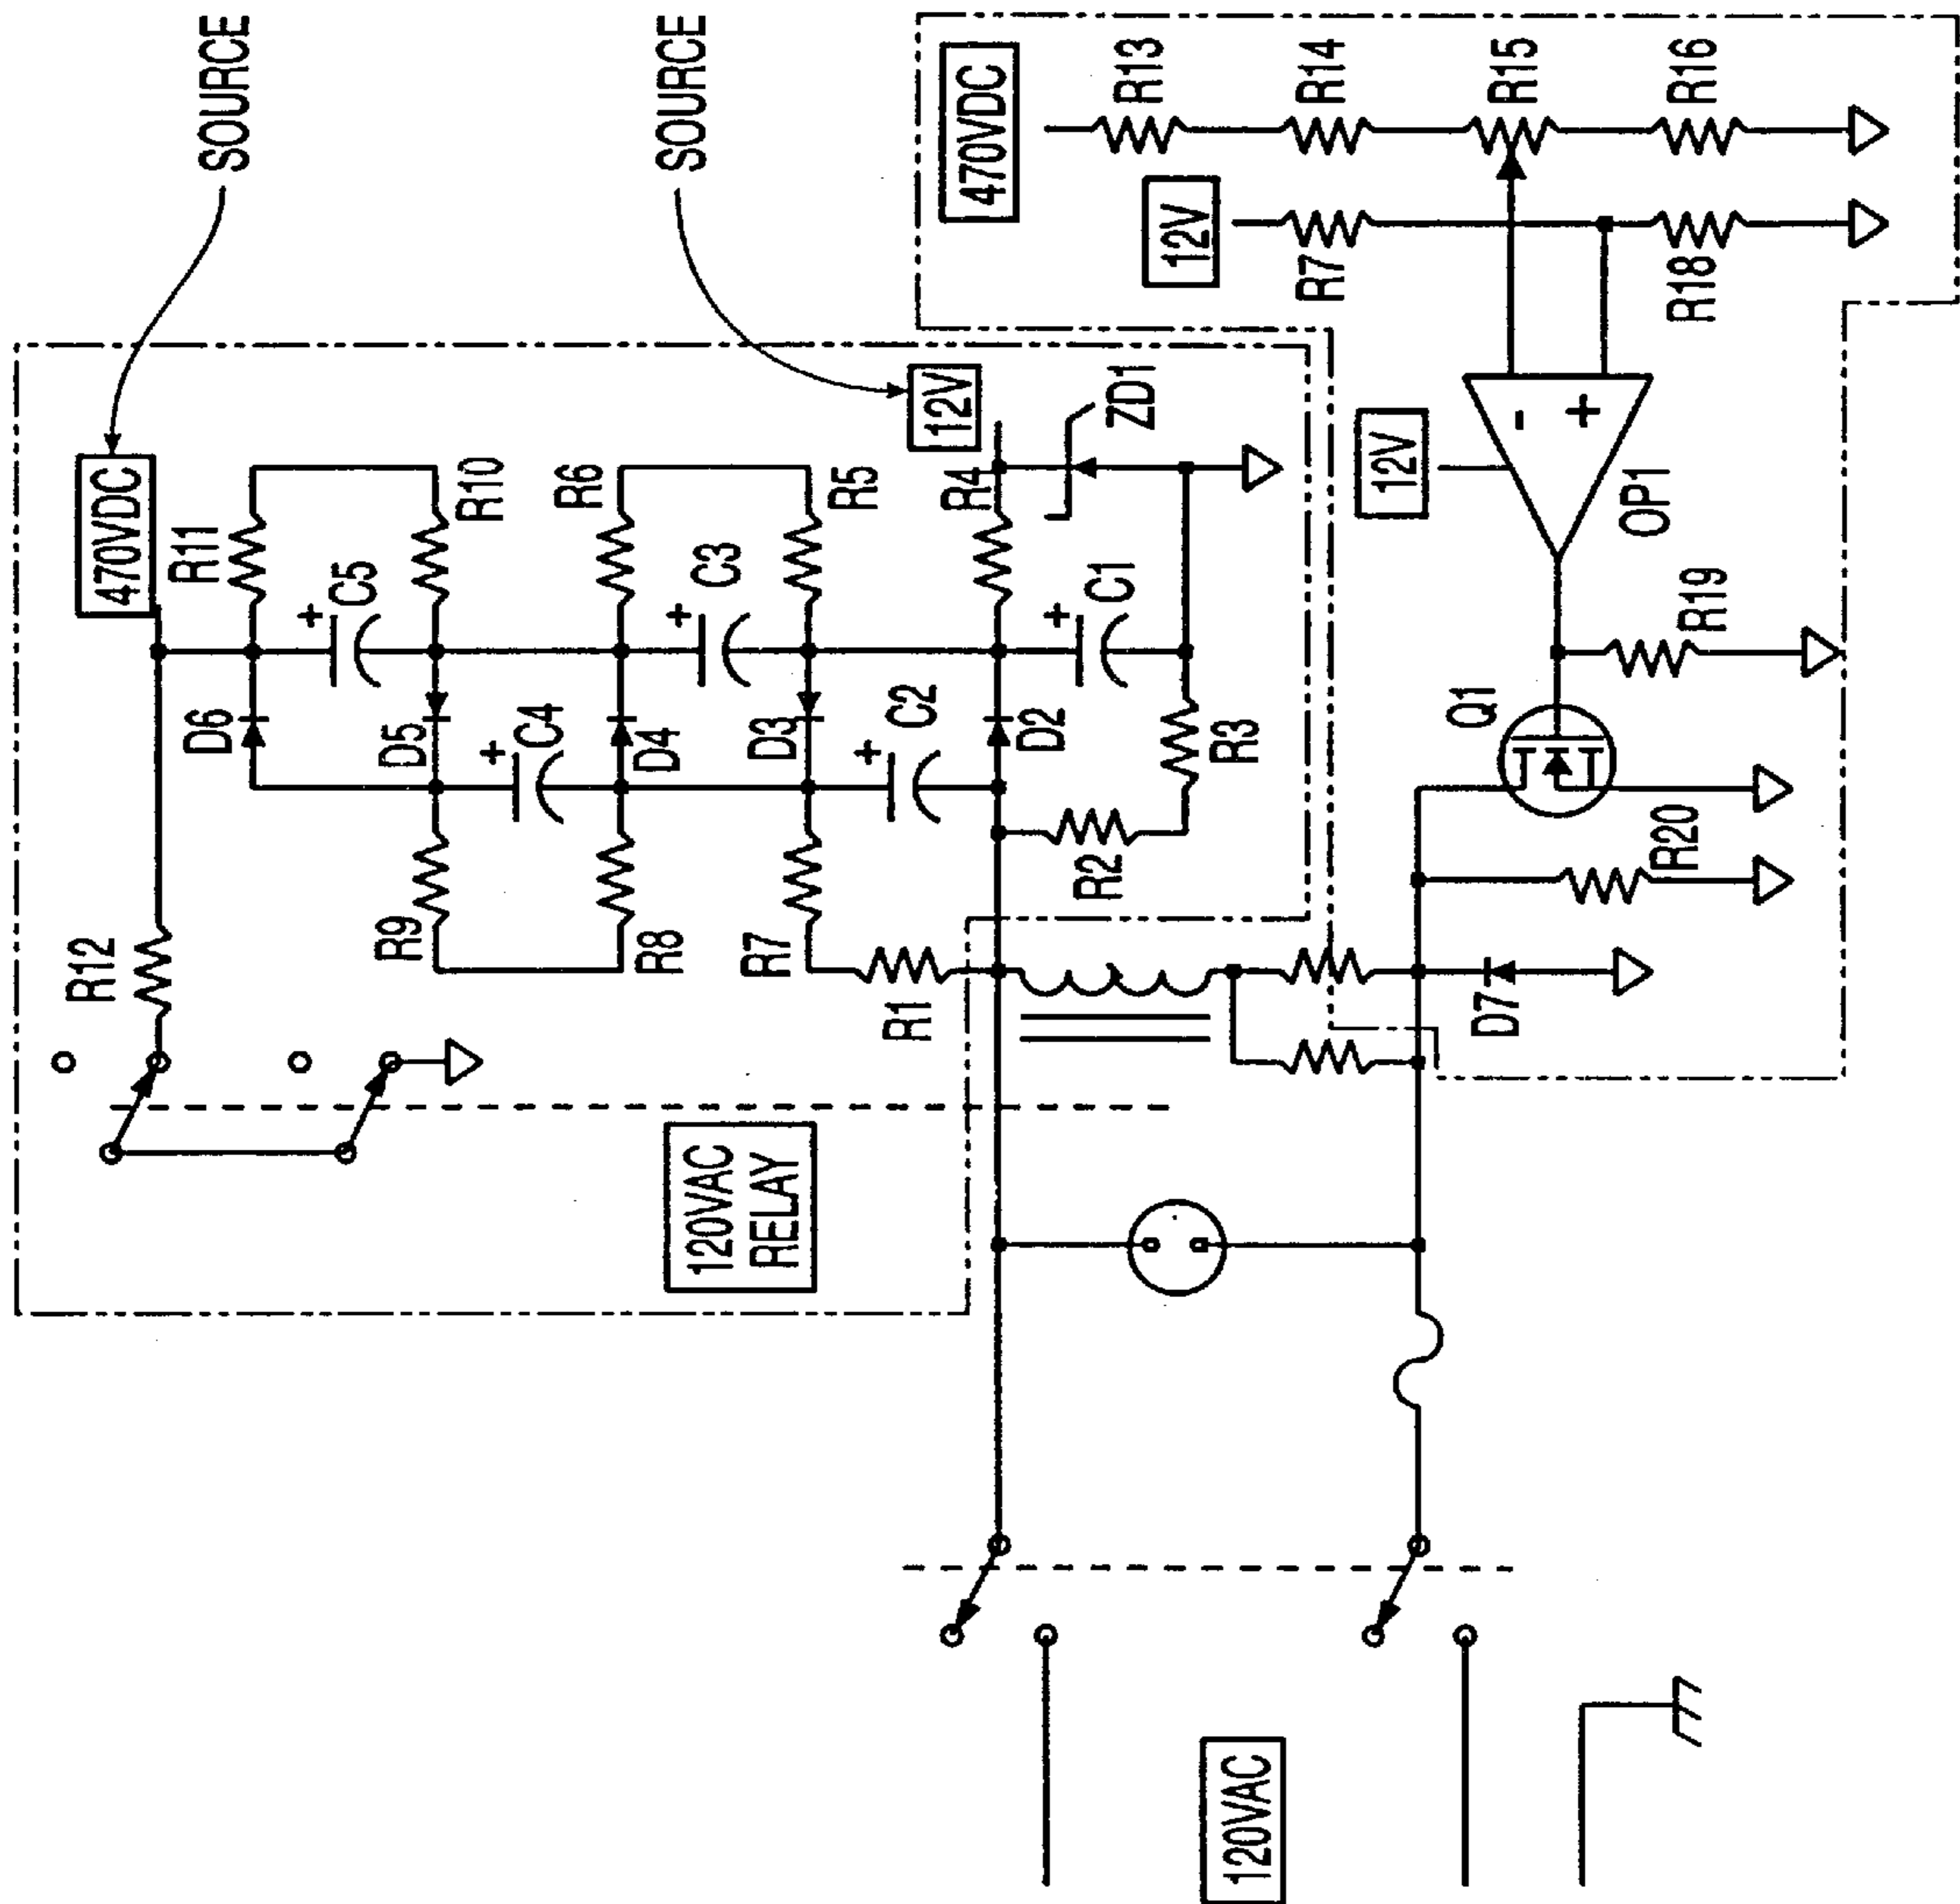 SOURCE
SOURCE
470VDC
R12
R11
D6
C5
R10
D5
R9
C4
R6
D4
R8
C3
R5
D3
R7
C2
12V
R4
D2
R1
C1
ZD1
R2
R3
120VAC
RELAY
470VDC
R13
12V
R14
R7
R15
R16
R18
12V
-
+
OP1
R19
Q1
R20
D7
120VAC
+
+
+
+
+